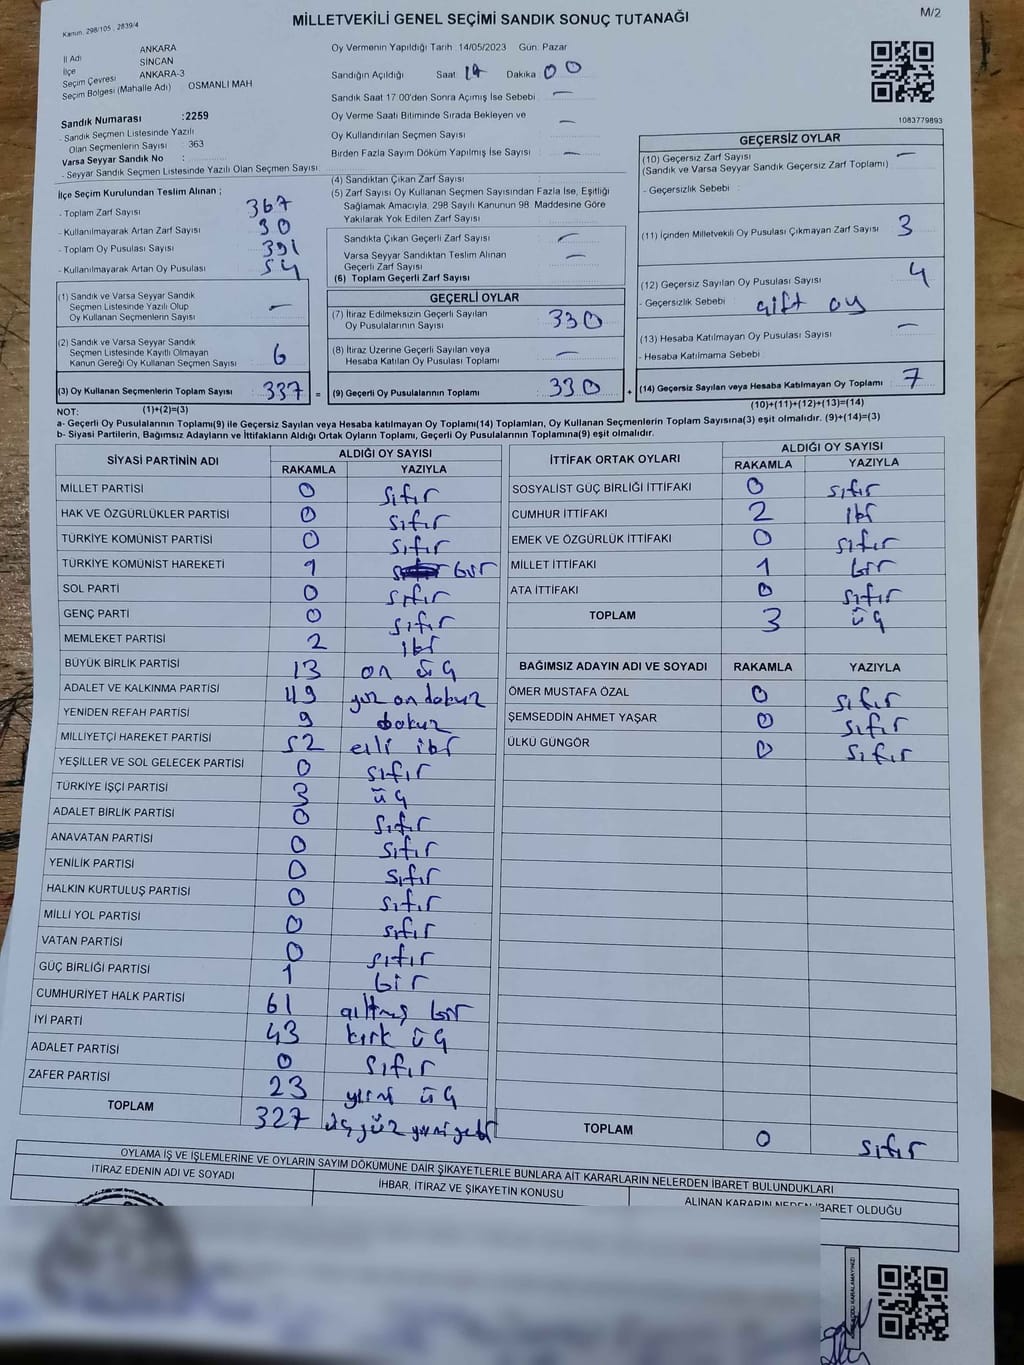 Kanun. 298/105 , 2839/4
MİLLETVEKİLİ GENEL SEÇİMİ SANDIK SONUÇ TUTANAĞI
M/2
İl Adı ANKARA
İlçe SİNCAN
Seçim Çevresi ANKARA-3
Seçim Bölgesi (Mahalle Adı) OSMANLI MAH
Oy Vermenin Yapıldığı Tarih 14/05/2023 Gün. Pazar
Sandığın Açıldığı Saat 17 Dakika 00
Sandık Saat 17 00'den Sonra Açımış İse Sebebi —
Oy Verme Saati Bitiminde Sırada Bekleyen ve
Oy Kullandırılan Seçmen Sayısı —
Birden Fazla Sayım Döküm Yapılmış İse Sayısı —
1083779893
Sandık Numarası :2259
- Sandık Seçmen Listesinde Yazılı
Olan Seçmenlerin Sayısı : 363
Varsa Seyyar Sandık No :
- Seyyar Sandık Seçmen Listesinde Yazılı Olan Seçmen Sayısı
İlçe Seçim Kurulundan Teslim Alınan ;
- Toplam Zarf Sayısı 367
- Kullanılmayarak Artan Zarf Sayısı 30
- Toplam Oy Pusulası Sayısı 391
- Kullanılmayarak Artan Oy Pusulası 54
(1) Sandık ve Varsa Seyyar Sandık
Seçmen Listesinde Yazılı Olup
Oy Kullanan Seçmenlerin Sayısı —
(2) Sandık ve Varsa Seyyar Sandık
Seçmen Listesinde Kayıtlı Olmayan
Kanun Gereği Oy Kullanan Seçmen Sayısı 6
(3) Oy Kullanan Seçmenlerin Toplam Sayısı 337 =
(4) Sandıktan Çıkan Zarf Sayısı
(5) Zarf Sayısı Oy Kullanan Seçmen Sayısından Fazla İse, Eşitliği
Sağlamak Amacıyla, 298 Sayılı Kanunun 98. Maddesine Göre
Yakılarak Yok Edilen Zarf Sayısı
Sandıkta Çıkan Geçerli Zarf Sayısı —
Varsa Seyyar Sandıktan Teslim Alınan
Geçerli Zarf Sayısı —
(6) Toplam Geçerli Zarf Sayısı
GEÇERLİ OYLAR
(7) İtiraz Edilmeksizin Geçerli Sayılan
Oy Pusulalarının Sayısı 330
(8) İtiraz Üzerine Geçerli Sayılan veya
Hesaba Katılan Oy Pusulası Toplamı —
(9) Geçerli Oy Pusulalarının Toplamı 330 +
GEÇERSİZ OYLAR
(10) Geçersiz Zarf Sayısı —
(Sandık ve Varsa Seyyar Sandık Geçersiz Zarf Toplamı)
- Geçersizlik Sebebi :
(11) İçinden Milletvekili Oy Pusulası Çıkmayan Zarf Sayısı 3
(12) Geçersiz Sayılan Oy Pusulası Sayısı 4
- Geçersizlik Sebebi çift oy
(13) Hesaba Katılmayan Oy Pusulası Sayısı —
- Hesaba Katılmama Sebebi
(14) Geçersiz Sayılan veya Hesaba Katılmayan Oy Toplamı 7
NOT: (1)+(2)=(3)
(10)+(11)+(12)+(13)=(14)
a- Geçerli Oy Pusulalarının Toplamı(9) ile Geçersiz Sayılan veya Hesaba katılmayan Oy Toplamı(14) Toplamları, Oy Kullanan Seçmenlerin Toplam Sayısına(3) eşit olmalıdır. (9)+(14)=(3)
b- Siyasi Partilerin, Bağımsız Adayların ve İttifakların Aldığı Ortak Oyların Toplamı, Geçerli Oy Pusulalarının Toplamına(9) eşit olmalıdır.
SİYASİ PARTİNİN ADI ALDIĞI OY SAYISI
RAKAMLA YAZIYLA
MİLLET PARTİSİ 0 sıfır
HAK VE ÖZGÜRLÜKLER PARTİSİ 0 sıfır
TÜRKİYE KOMÜNİST PARTİSİ 0 sıfır
TÜRKİYE KOMÜNİST HAREKETİ 1 bir
SOL PARTİ 0 sıfır
GENÇ PARTİ 0 sıfır
MEMLEKET PARTİSİ 2 iki
BÜYÜK BİRLİK PARTİSİ 13 on üç
ADALET VE KALKINMA PARTİSİ 119 yüz on dokuz
YENİDEN REFAH PARTİSİ 9 dokuz
MİLLİYETÇİ HAREKET PARTİSİ 52 elli iki
YEŞİLLER VE SOL GELECEK PARTİSİ 0 sıfır
TÜRKİYE İŞÇİ PARTİSİ 3 üç
ADALET BİRLİK PARTİSİ 0 sıfır
ANAVATAN PARTİSİ 0 sıfır
YENİLİK PARTİSİ 0 sıfır
HALKIN KURTULUŞ PARTİSİ 0 sıfır
MİLLİ YOL PARTİSİ 0 sıfır
VATAN PARTİSİ 0 sıfır
GÜÇ BİRLİĞİ PARTİSİ 1 bir
CUMHURİYET HALK PARTİSİ 61 altmış bir
İYİ PARTİ 43 kırk üç
ADALET PARTİSİ 0 sıfır
ZAFER PARTİSİ 23 yirmi üç
TOPLAM 327 üçyüz yirmi yedi
İTTİFAK ORTAK OYLARI ALDIĞI OY SAYISI
RAKAMLA YAZIYLA
SOSYALİST GÜÇ BİRLİĞİ İTTİFAKI 0 sıfır
CUMHUR İTTİFAKI 2 iki
EMEK VE ÖZGÜRLÜK İTTİFAKI 0 sıfır
MİLLET İTTİFAKI 1 bir
ATA İTTİFAKI 0 sıfır
TOPLAM 3 üç
BAĞIMSIZ ADAYIN ADI VE SOYADI RAKAMLA YAZIYLA
ÖMER MUSTAFA ÖZAL 0 sıfır
ŞEMSEDDİN AHMET YAŞAR 0 sıfır
ÜLKÜ GÜNGÖR 0 sıfır
TOPLAM 0 sıfır
OYLAMA İŞ VE İŞLEMLERİNE VE OYLARIN SAYIM DÖKÜMÜNE DAİR ŞİKAYETLERLE BUNLARA AİT KARARLARIN NELERDEN İBARET BULUNDUKLARI
İTİRAZ EDENİN ADI VE SOYADI İHBAR, İTİRAZ VE ŞİKAYETİN KONUSU ALINAN KARARIN NEDEN İBARET OLDUĞU